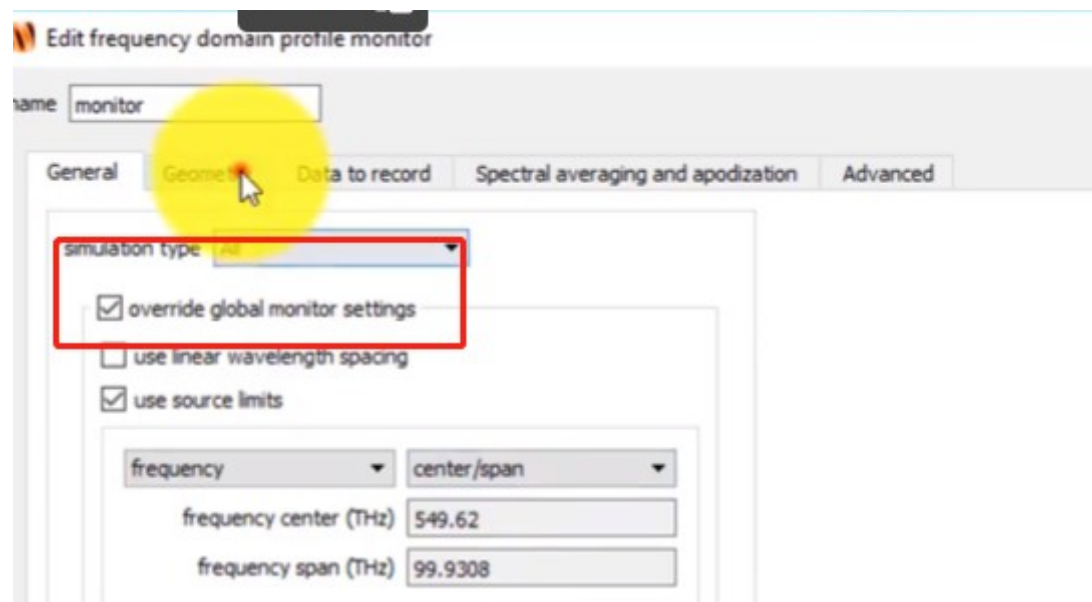 Edit frequency domain profile monitor
name monitor
General Geometry Data to record Spectral averaging and apodization Advanced
simulation type All
override global monitor settings
use linear wavelength spacing
use source limits
frequency center/span
frequency center (THz) 549.62
frequency span (THz) 99.9308